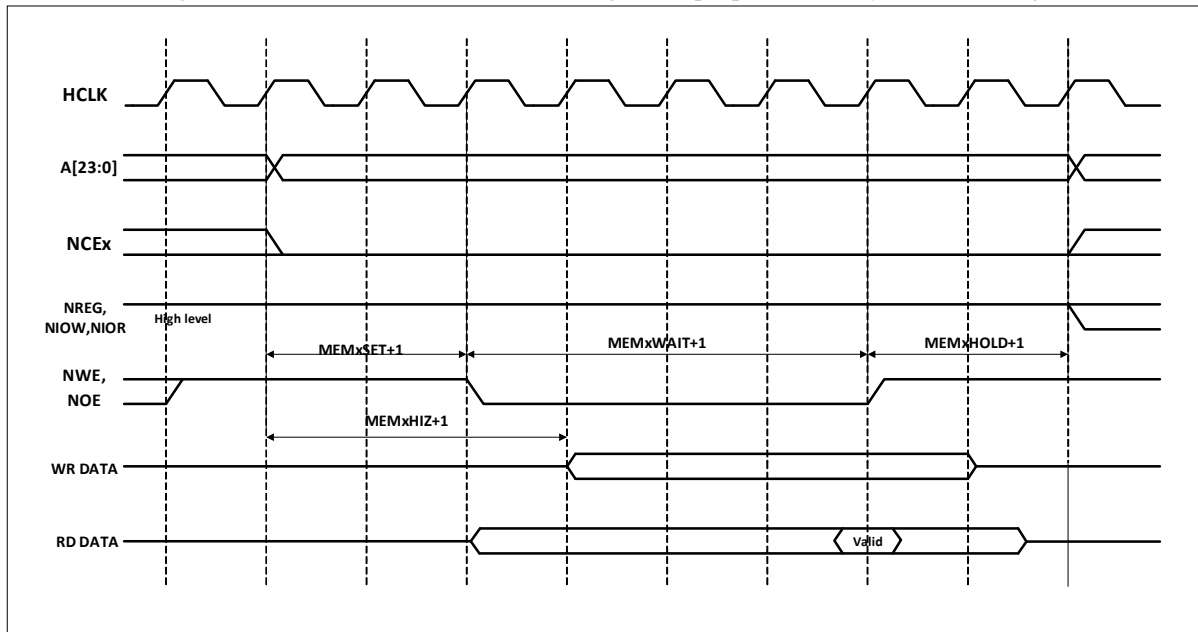 HCLK
A[23:0]
NCEx
NREG,
NIOW,NIOR
High level
MEMxSET+1
MEMxWAIT+1
MEMxHOLD+1
NWE,
NOE
MEMxHIZ+1
WR DATA
RD DATA
Valid